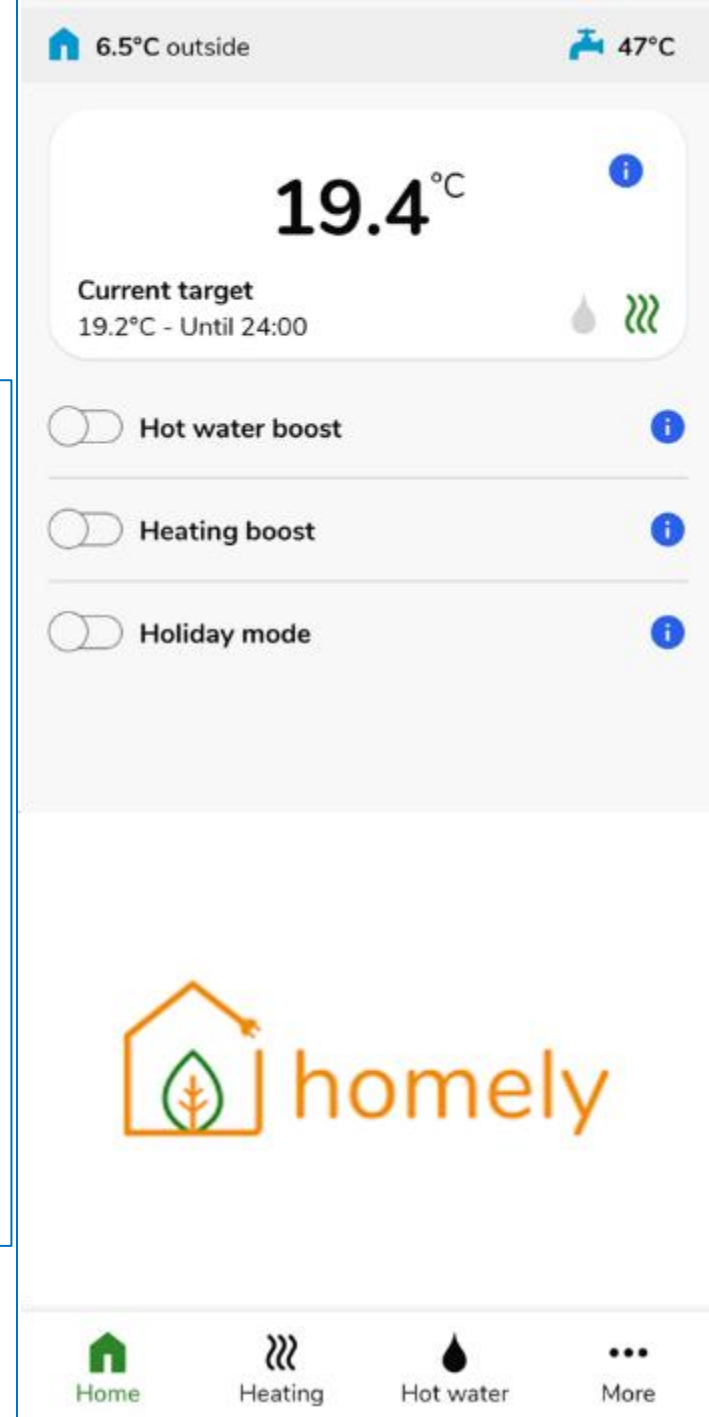 6.5°C outside
47°C
19.4°C
Current target
19.2°C - Until 24:00
Hot water boost
Heating boost
Holiday mode
homely
Home
Heating
Hot water
More